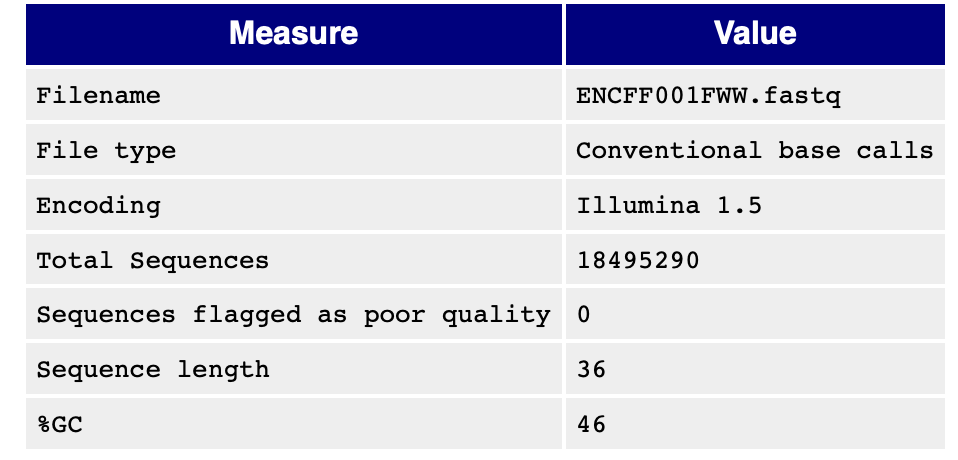 Measure Value
Filename ENCFF001FWW.fastq
File type Conventional base calls
Encoding Illumina 1.5
Total Sequences 18495290
Sequences flagged as poor quality 0
Sequence length 36
%GC 46